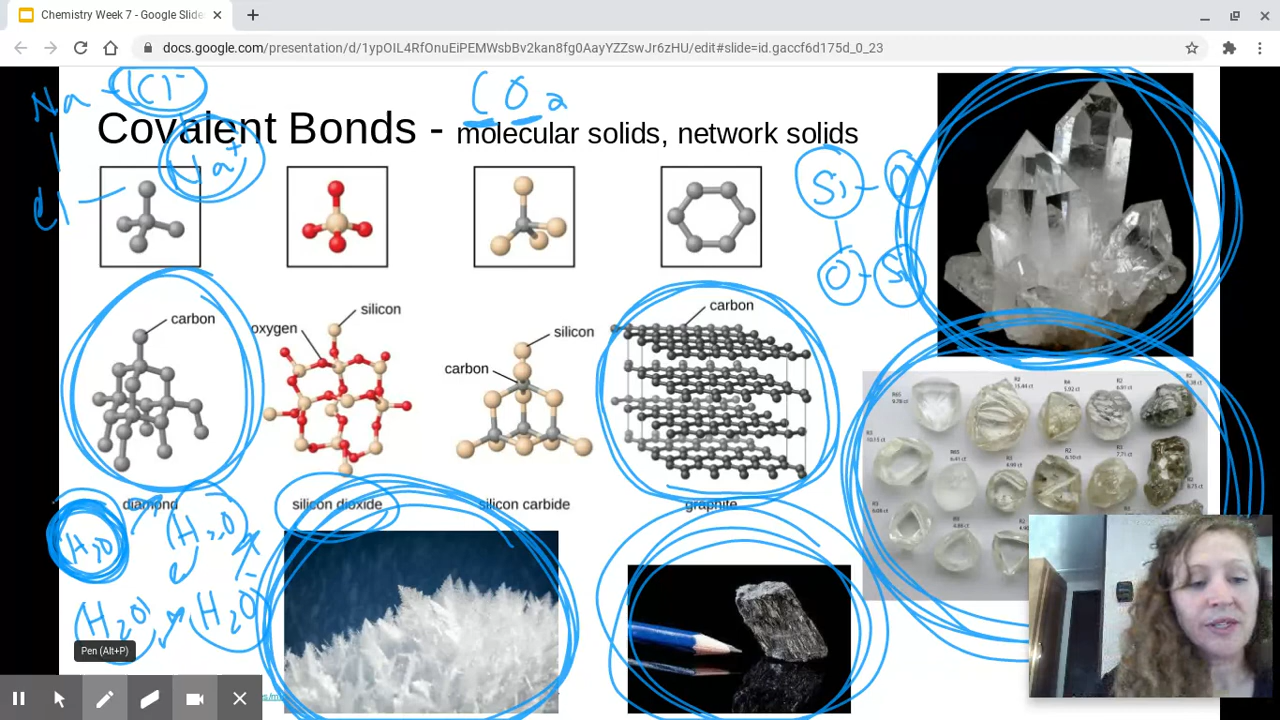 Chemistry Week 7 - Google Slide
docs.google.com/presentation/d/1ypOIL4RfOnuEiPEMWsbBv2kan8fg0AayYZZswJr6zHU/edit#slide=id.gaccf6d175d_0_23
Na Cl-
CO2
Covalent Bonds - molecular solids, network solids
Cl Na+
Si O
O Si
carbon
oxygen
silicon
carbon
silicon
carbon
diamond
silicon dioxide
silicon carbide
graphite
H2O H2O
H2O H2O
Pen (Alt+P)